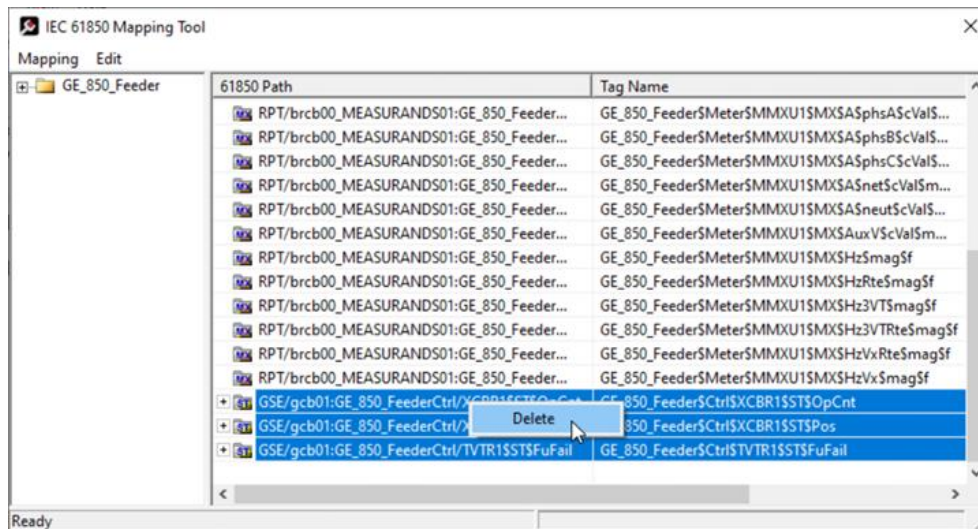 IEC 61850 Mapping Tool
Mapping Edit
GE_850_Feeder
61850 Path Tag Name
RPT/brcb00_MEASURANDS01:GE_850_Feeder... GE_850_Feeder$Meter$MMXU1$MX$A$phsA$cVal$...
RPT/brcb00_MEASURANDS01:GE_850_Feeder... GE_850_Feeder$Meter$MMXU1$MX$A$phsB$cVal$...
RPT/brcb00_MEASURANDS01:GE_850_Feeder... GE_850_Feeder$Meter$MMXU1$MX$A$phsC$cVal$...
RPT/brcb00_MEASURANDS01:GE_850_Feeder... GE_850_Feeder$Meter$MMXU1$MX$A$net$cVal$m...
RPT/brcb00_MEASURANDS01:GE_850_Feeder... GE_850_Feeder$Meter$MMXU1$MX$A$neut$cVal$...
RPT/brcb00_MEASURANDS01:GE_850_Feeder... GE_850_Feeder$Meter$MMXU1$MX$AuxV$cVal$m...
RPT/brcb00_MEASURANDS01:GE_850_Feeder... GE_850_Feeder$Meter$MMXU1$MX$Hz$mag$f
RPT/brcb00_MEASURANDS01:GE_850_Feeder... GE_850_Feeder$Meter$MMXU1$MX$HzRte$mag$f
RPT/brcb00_MEASURANDS01:GE_850_Feeder... GE_850_Feeder$Meter$MMXU1$MX$Hz3VT$mag$f
RPT/brcb00_MEASURANDS01:GE_850_Feeder... GE_850_Feeder$Meter$MMXU1$MX$Hz3VTRte$mag$f
RPT/brcb00_MEASURANDS01:GE_850_Feeder... GE_850_Feeder$Meter$MMXU1$MX$HzVxRte$mag$f
RPT/brcb00_MEASURANDS01:GE_850_Feeder... GE_850_Feeder$Meter$MMXU1$MX$HzVx$mag$f
GSE/gcb01:GE_850_FeederCtrl/XCBR1$ST$OpCnt GE_850_Feeder$Ctrl$XCBR1$ST$OpCnt
GSE/gcb01:GE_850_FeederCtrl/X Delete 850_Feeder$Ctrl$XCBR1$ST$Pos
GSE/gcb01:GE_850_FeederCtrl/TVTR1$ST$FuFail GE_850_Feeder$Ctrl$TVTR1$ST$FuFail
Ready